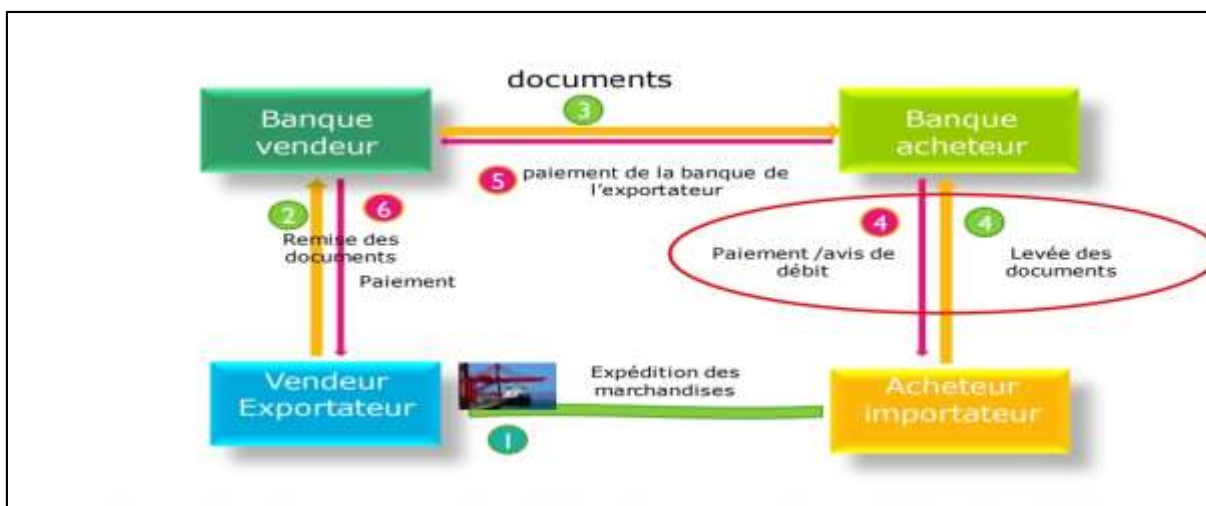 documents
3
Banque
vendeur
Banque
acheteur
5
paiement de la banque de
l'exportateur
2
6
Remise des
documents
Paiement
4
4
Paiement /avis de
débit
Levée des
documents
Vendeur
Exportateur
Expédition des
marchandises
1
Acheteur
importateur